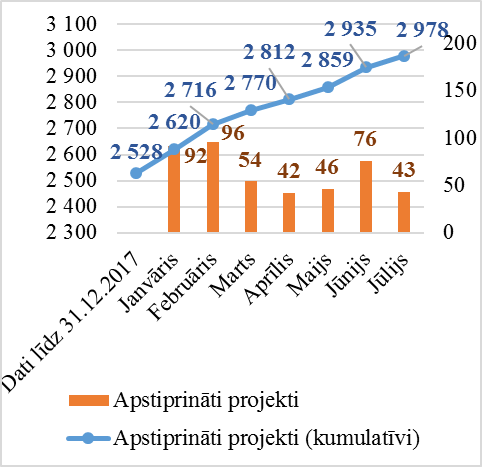 3 100
3 000
2 900
2 800
2 700
2 600
2 500
2 400
2 300
200
150
100
50
0
2 528
2 620
2 716
2 770
2 812
2 859
2 935
2 978
92
96
54
42
46
76
43
Dati līdz 31.12.2017
Janvāris
Februāris
Marts
Aprīlis
Maijs
Jūnijs
Jūlijs
Apstiprināti projekti
Apstiprināti projekti (kumulatīvi)